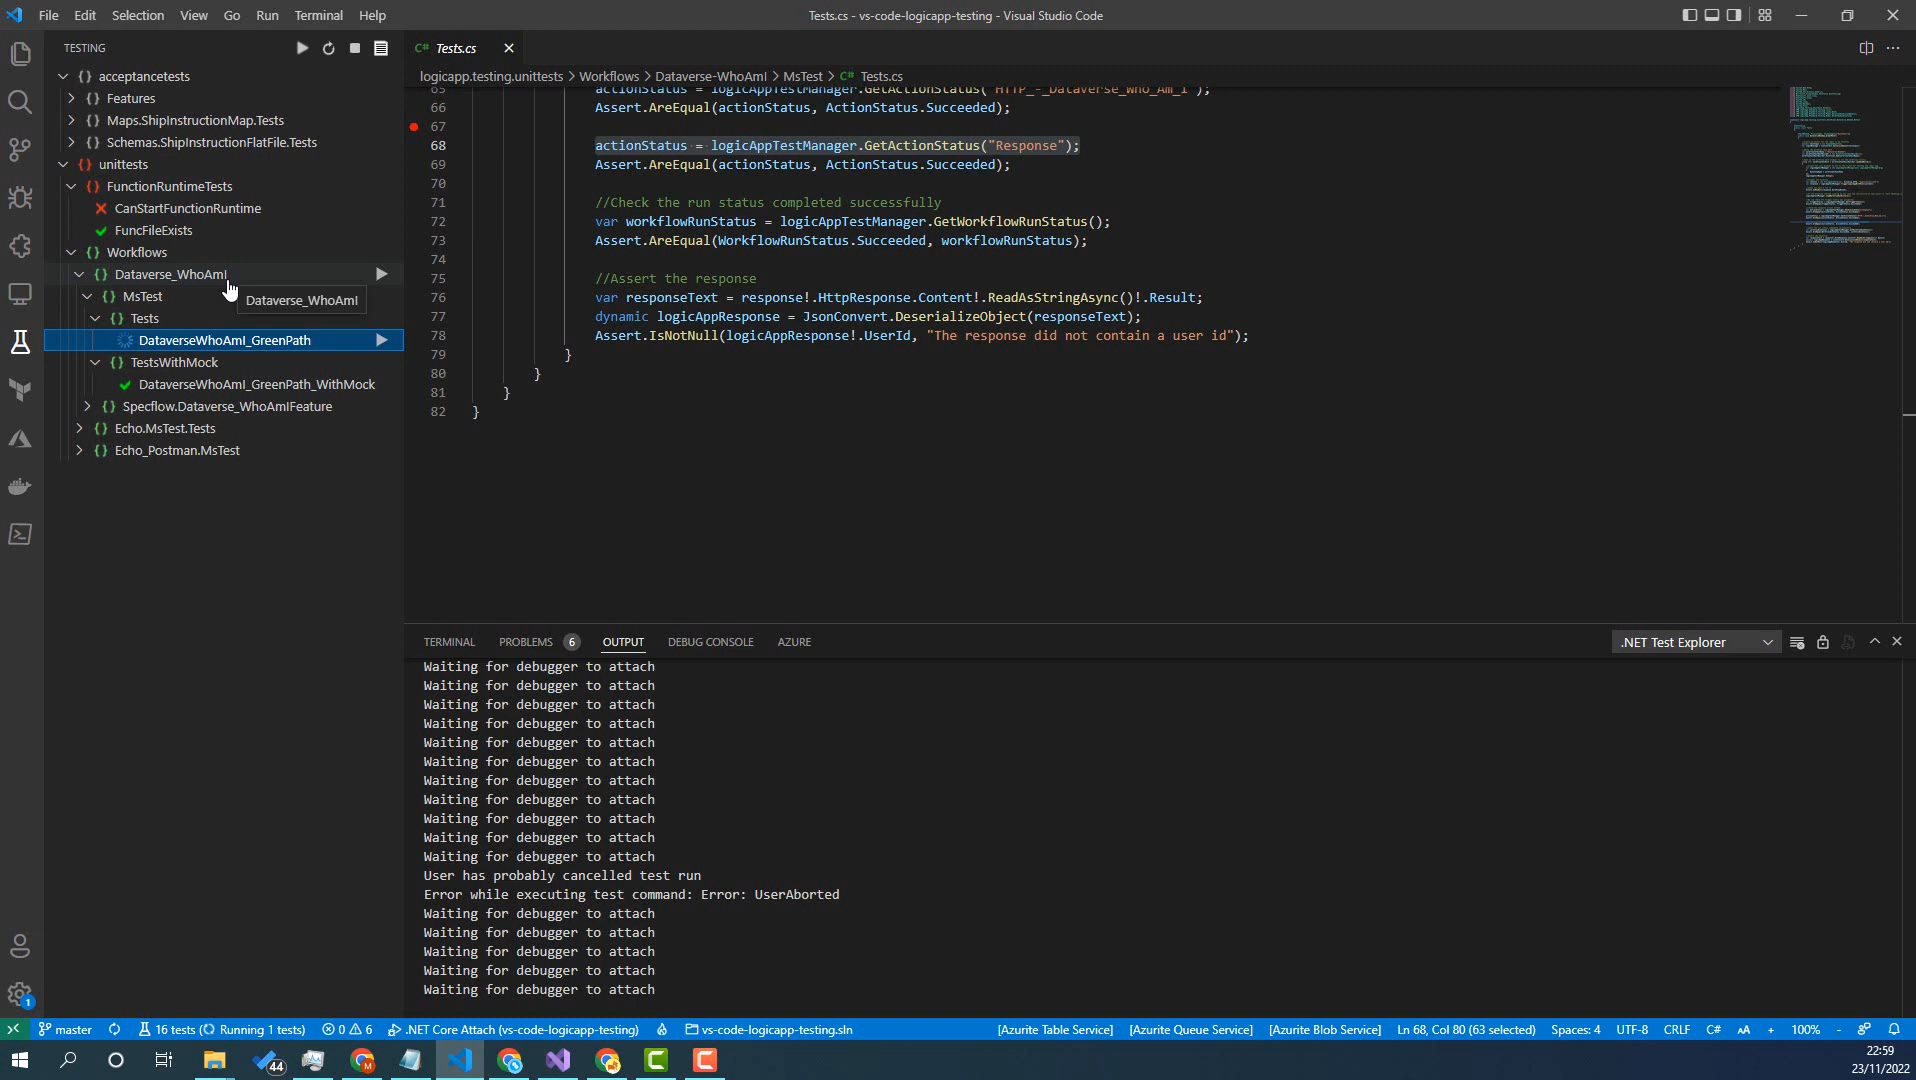 File Edit Selection View Go Run Terminal Help
Tests.cs - vs-code-logicapp-testing - Visual Studio Code
TESTING
acceptancetests
Features
Maps.ShipInstructionMap.Tests
Schemas.ShipInstructionFlatFile.Tests
unittests
FunctionRuntimeTests
CanStartFunctionRuntime
FuncFileExists
Workflows
Dataverse_WhoAmI
Dataverse_WhoAmI
MsTest
Tests
DataverseWhoAmI_GreenPath
TestsWithMock
DataverseWhoAmI_GreenPath_WithMock
Specflow.Dataverse_WhoAmIFeature
Echo.MsTest.Tests
Echo_Postman.MsTest
C# Tests.cs
logicapp.testing.unittests > Workflows > Dataverse-WhoAmI > MsTest > C# Tests.cs
65 actionStatus = logicAppTestManager.GetActionStatus("HTTP_-_Dataverse_Who_Am_I");
66 Assert.AreEqual(actionStatus, ActionStatus.Succeeded);
67
68 actionStatus = logicAppTestManager.GetActionStatus("Response");
69 Assert.AreEqual(actionStatus, ActionStatus.Succeeded);
70
71 //Check the run status completed successfully
72 var workflowRunStatus = logicAppTestManager.GetWorkflowRunStatus();
73 Assert.AreEqual(WorkflowRunStatus.Succeeded, workflowRunStatus);
74
75 //Assert the response
76 var responseText = response!.HttpResponse.Content!.ReadAsStringAsync()!.Result;
77 dynamic logicAppResponse = JsonConvert.DeserializeObject(responseText);
78 Assert.IsNotNull(logicAppResponse!.UserId, "The response did not contain a user id");
79 }
80 }
81 }
82 }
TERMINAL PROBLEMS 6 OUTPUT DEBUG CONSOLE AZURE
.NET Test Explorer
Waiting for debugger to attach
Waiting for debugger to attach
Waiting for debugger to attach
Waiting for debugger to attach
Waiting for debugger to attach
Waiting for debugger to attach
Waiting for debugger to attach
Waiting for debugger to attach
Waiting for debugger to attach
Waiting for debugger to attach
Waiting for debugger to attach
User has probably cancelled test run
Error while executing test command: Error: UserAborted
Waiting for debugger to attach
Waiting for debugger to attach
Waiting for debugger to attach
Waiting for debugger to attach
Waiting for debugger to attach
1
master 16 tests ( Running 1 tests) 0 6 .NET Core Attach (vs-code-logicapp-testing) vs-code-logicapp-testing.sln
[Azurite Table Service] [Azurite Queue Service] [Azurite Blob Service] Ln 68, Col 80 (63 selected) Spaces: 4 UTF-8 CRLF C# AA + 100% -
44
M
22:59
23/11/2022